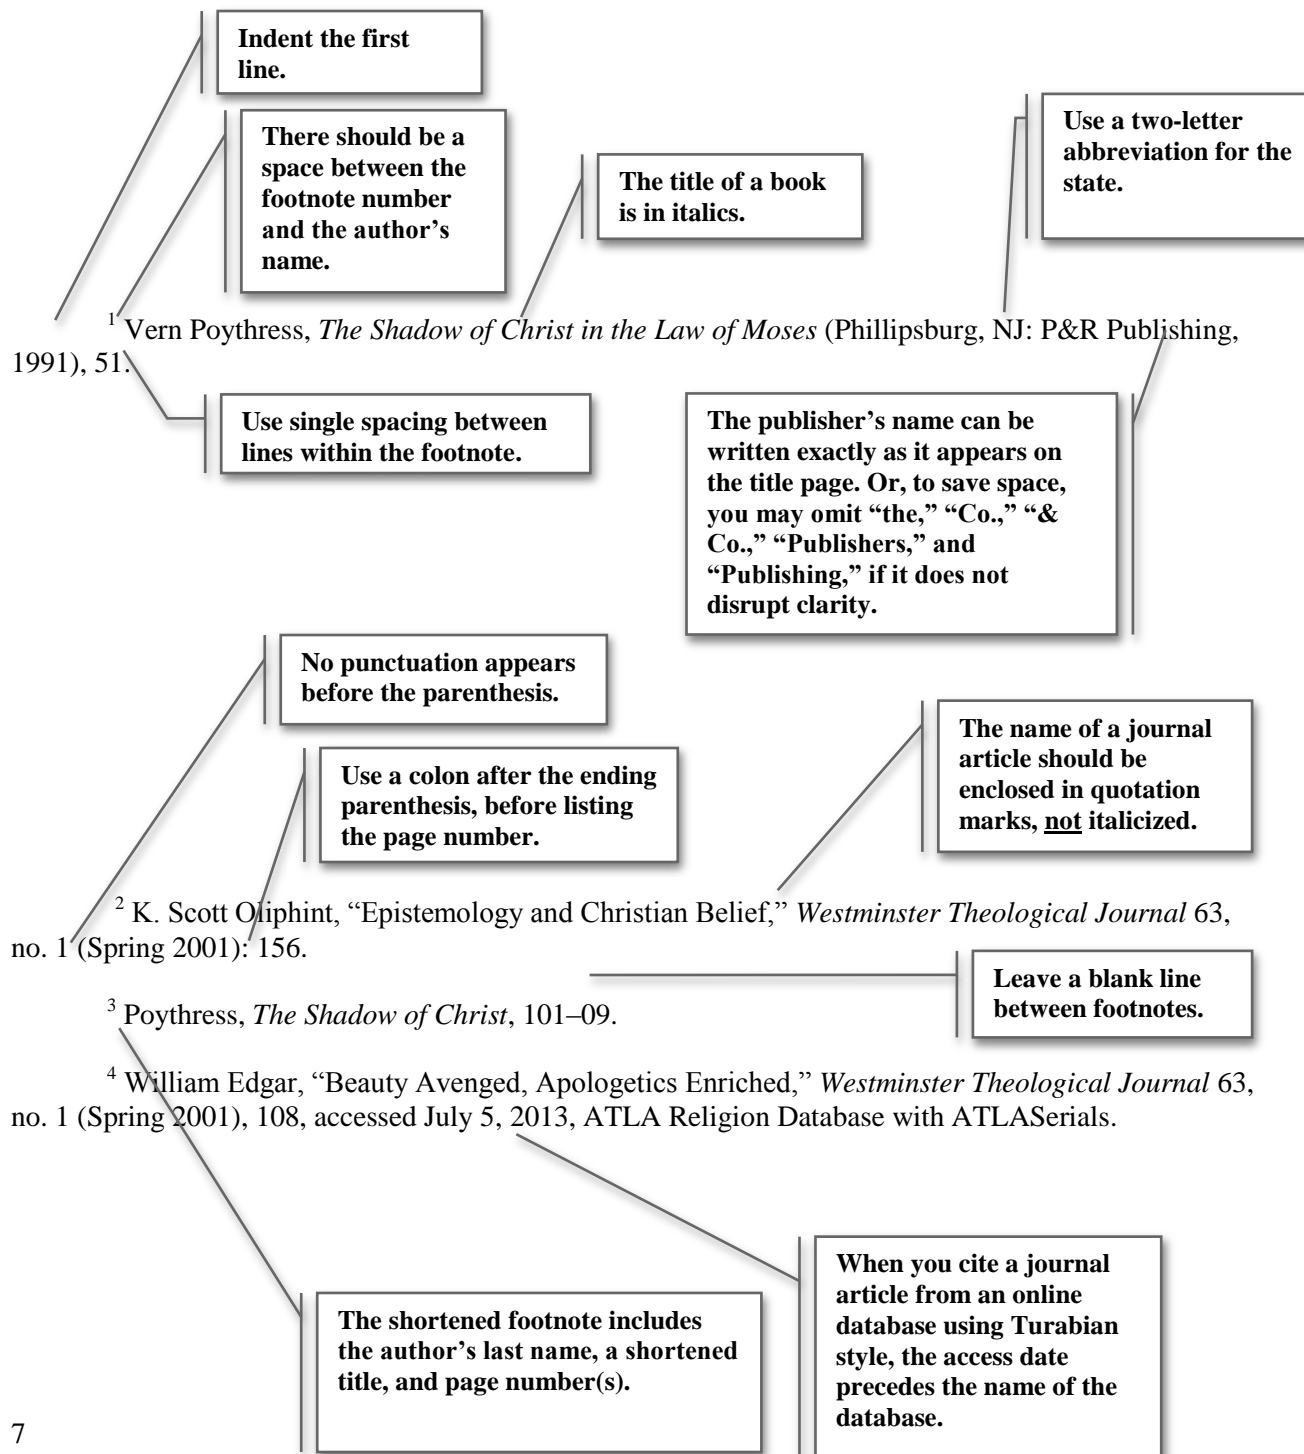 Indent the first
line.
There should be a
space between the
footnote number
and the author’s
name.
The title of a book
is in italics.
Use a two-letter
abbreviation for the
state.
1 Vern Poythress, The Shadow of Christ in the Law of Moses (Phillipsburg, NJ: P&R Publishing,
1991), 51.
Use single spacing between
lines within the footnote.
The publisher’s name can be
written exactly as it appears on
the title page. Or, to save space,
you may omit “the,” “Co.,” “&
Co.,” “Publishers,” and
“Publishing,” if it does not
disrupt clarity.
No punctuation appears
before the parenthesis.
Use a colon after the ending
parenthesis, before listing
the page number.
The name of a journal
article should be
enclosed in quotation
marks, not italicized.
2 K. Scott Oliphint, “Epistemology and Christian Belief,” Westminster Theological Journal 63,
no. 1 (Spring 2001): 156.
Leave a blank line
between footnotes.
3 Poythress, The Shadow of Christ, 101–09.
4 William Edgar, “Beauty Avenged, Apologetics Enriched,” Westminster Theological Journal 63,
no. 1 (Spring 2001), 108, accessed July 5, 2013, ATLA Religion Database with ATLASerials.
The shortened footnote includes
the author’s last name, a shortened
title, and page number(s).
When you cite a journal
article from an online
database using Turabian
style, the access date
precedes the name of the
database.
7